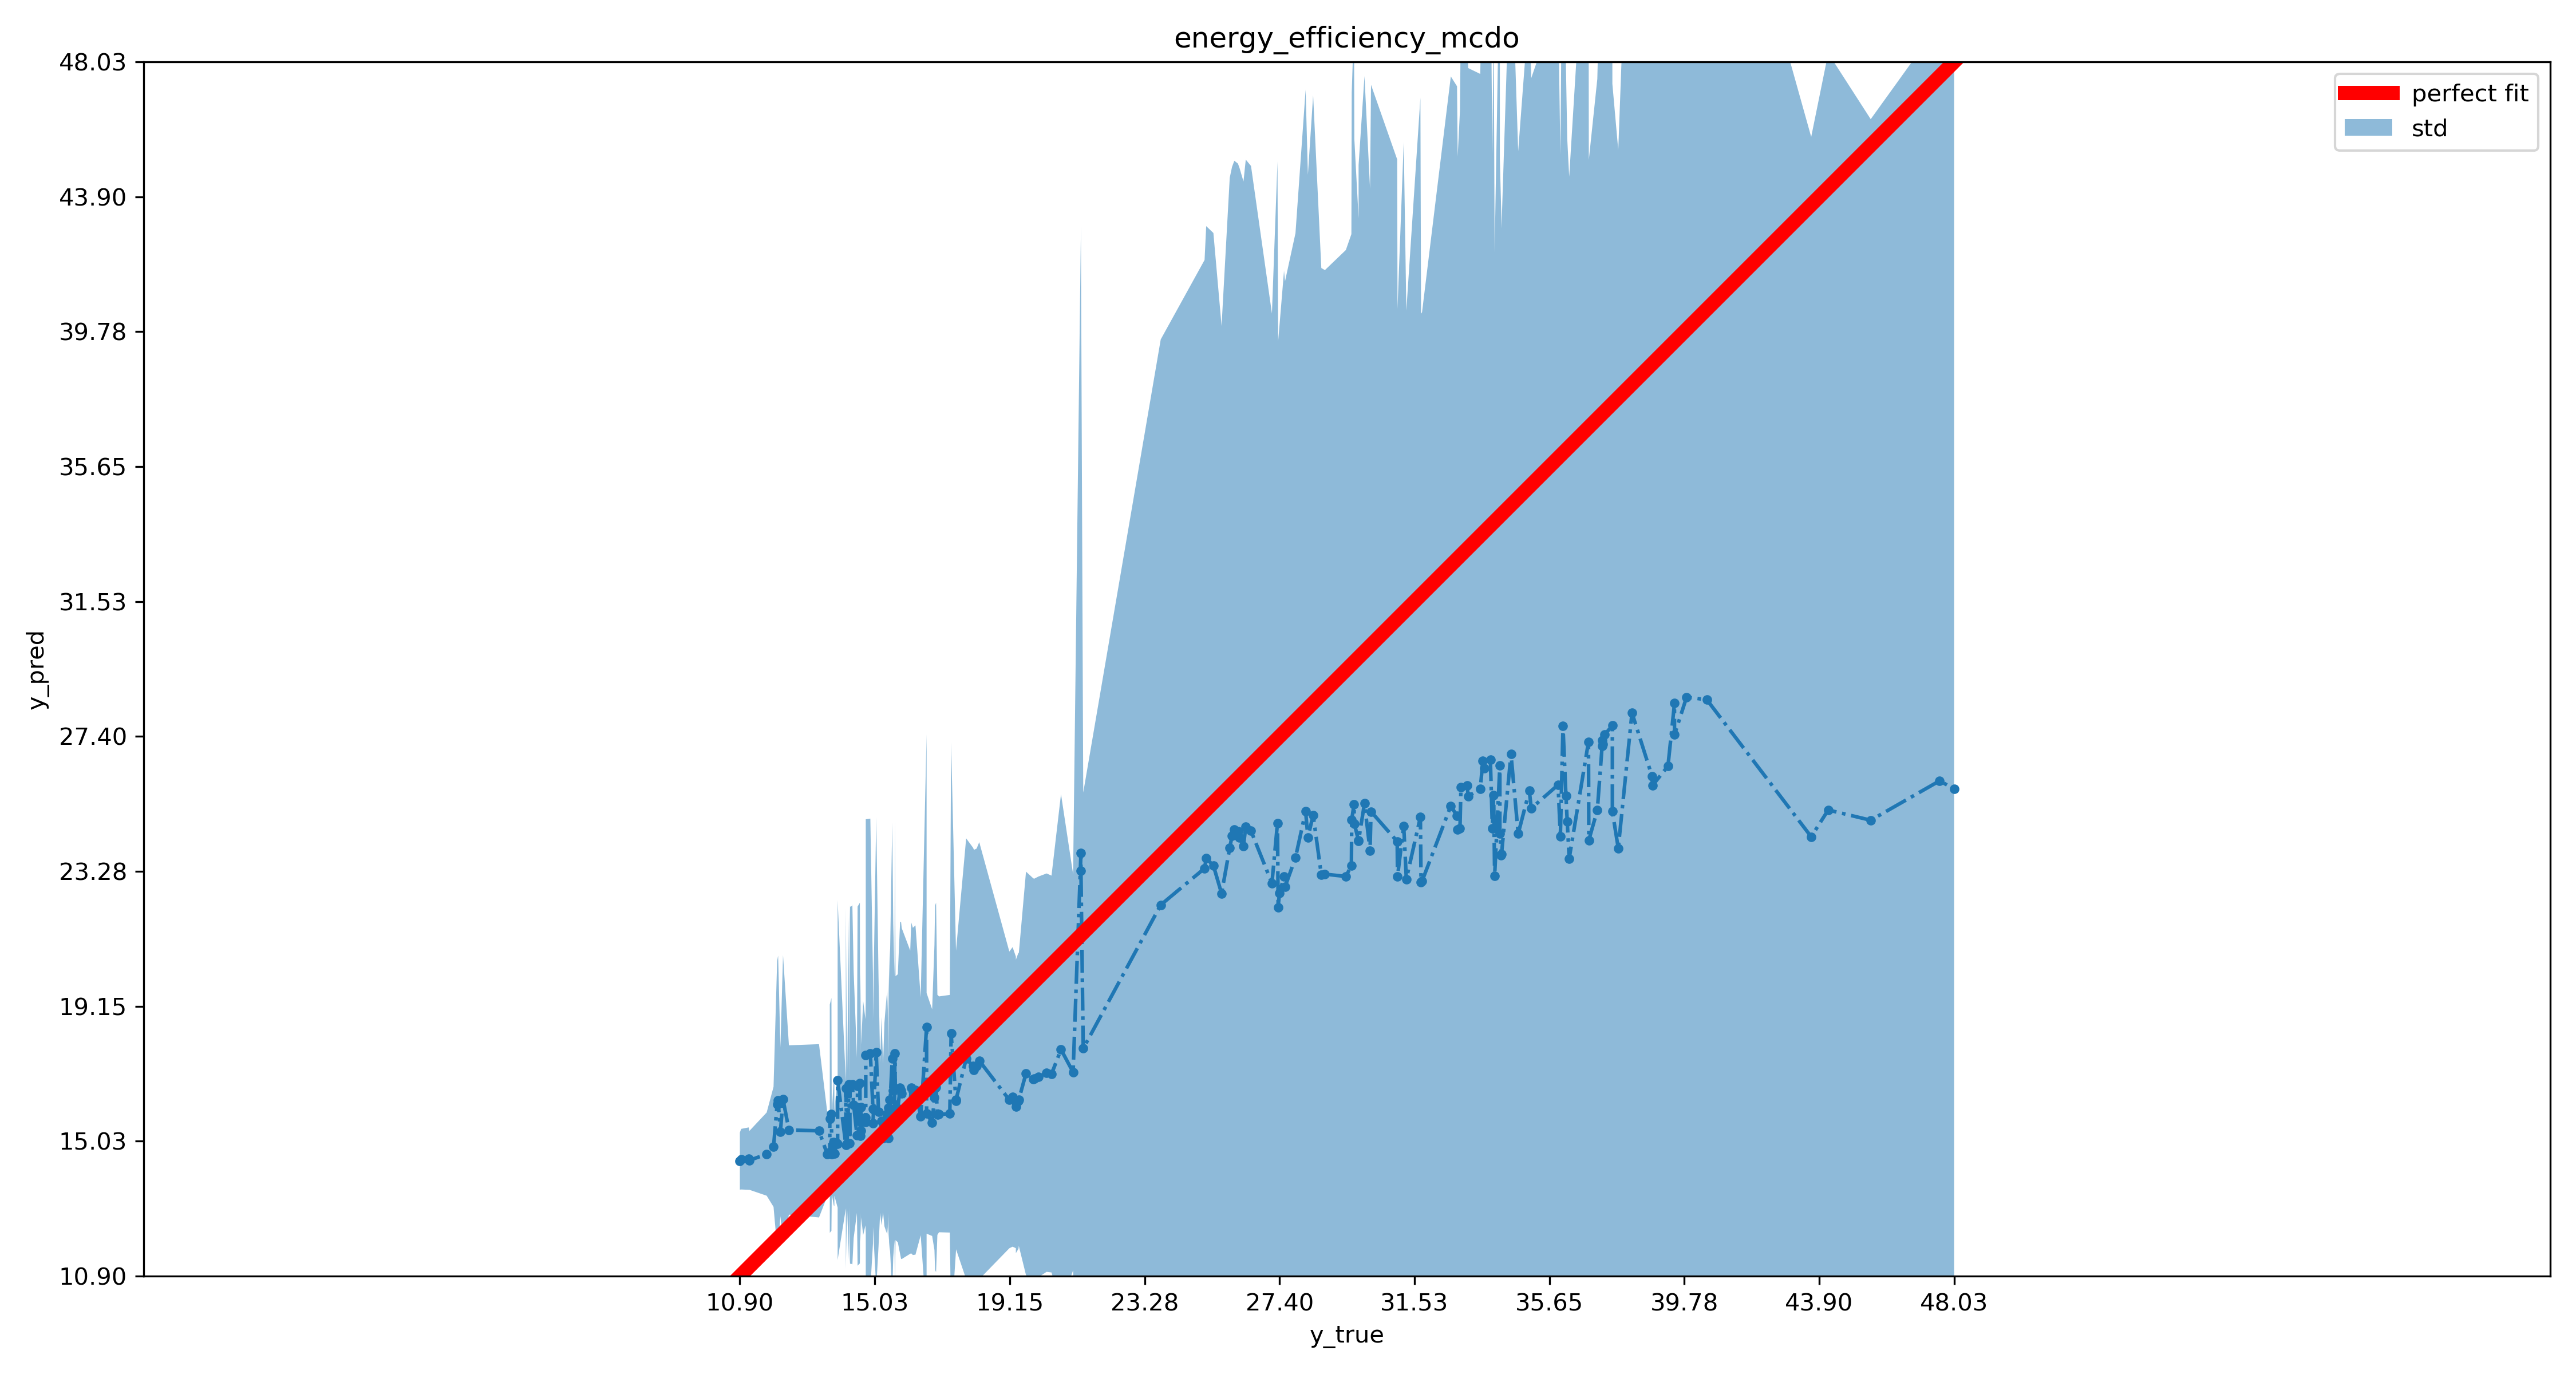 energy_efficiency_mcdo
perfect fit
std
48.03
43.90
39.78
35.65
31.53
27.40
23.28
19.15
15.03
10.90
y_pred
10.90 15.03 19.15 23.28 27.40 31.53 35.65 39.78 43.90 48.03
y_true